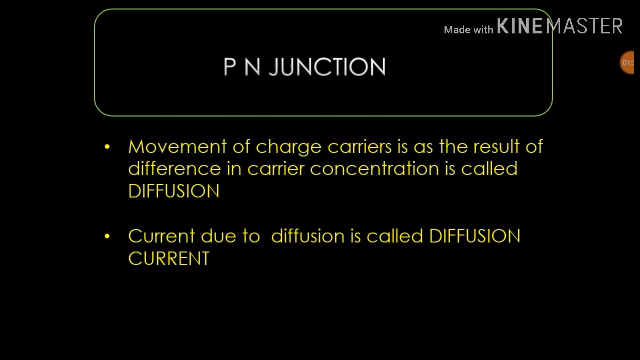 Made with KINEMASTER
P N JUNCTION
• Movement of charge carriers is as the result of
difference in carrier concentration is called
DIFFUSION
• Current due to diffusion is called DIFFUSION
CURRENT